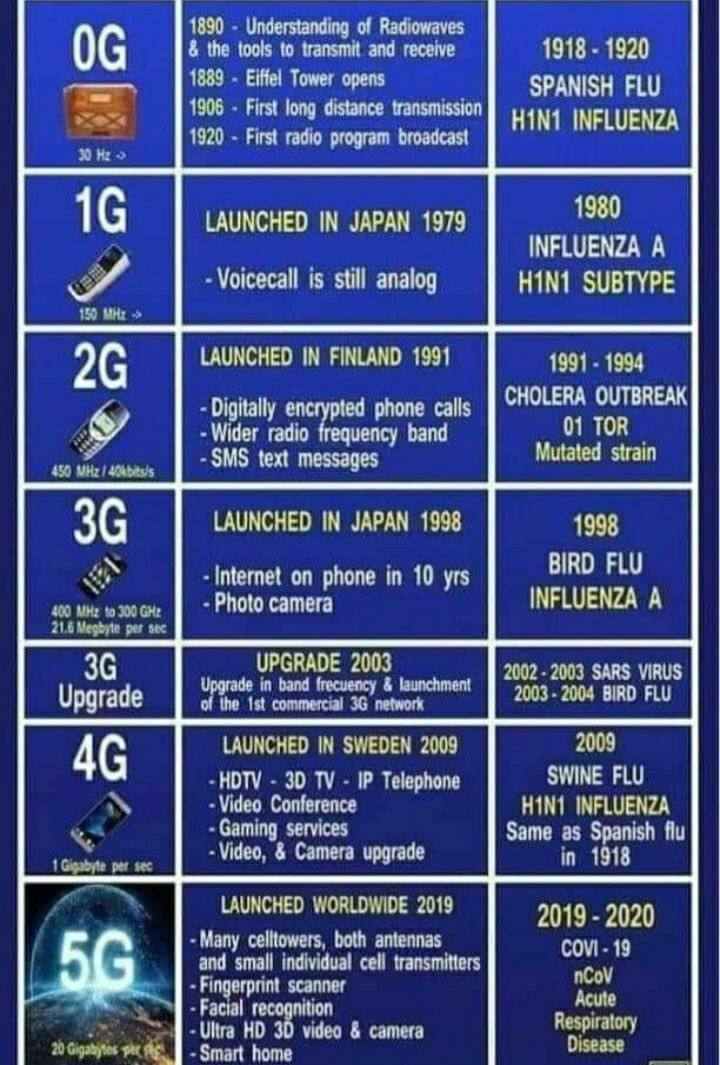 0G
30 Hz ->
1890 - Understanding of Radiowaves
& the tools to transmit and receive
1889 - Eiffel Tower opens
1906 - First long distance transmission
1920 - First radio program broadcast
1918 - 1920
SPANISH FLU
H1N1 INFLUENZA
1G
150 MHz ->
LAUNCHED IN JAPAN 1979
- Voicecall is still analog
1980
INFLUENZA A
H1N1 SUBTYPE
2G
450 MHz / 40kbits/s
LAUNCHED IN FINLAND 1991
- Digitally encrypted phone calls
- Wider radio frequency band
- SMS text messages
1991 - 1994
CHOLERA OUTBREAK
01 TOR
Mutated strain
3G
400 MHz to 300 GHz
21.6 Megbyte per sec
LAUNCHED IN JAPAN 1998
- Internet on phone in 10 yrs
- Photo camera
1998
BIRD FLU
INFLUENZA A
3G
Upgrade
UPGRADE 2003
Upgrade in band frecuency & launchment
of the 1st commercial 3G network
2002 - 2003 SARS VIRUS
2003 - 2004 BIRD FLU
4G
1 Gigabyte per sec
LAUNCHED IN SWEDEN 2009
- HDTV - 3D TV - IP Telephone
- Video Conference
- Gaming services
- Video, & Camera upgrade
2009
SWINE FLU
H1N1 INFLUENZA
Same as Spanish flu
in 1918
5G
20 Gigabytes per sec
LAUNCHED WORLDWIDE 2019
- Many celltowers, both antennas
and small individual cell transmitters
- Fingerprint scanner
- Facial recognition
- Ultra HD 3D video & camera
- Smart home
2019 - 2020
COVI - 19
nCoV
Acute
Respiratory
Disease